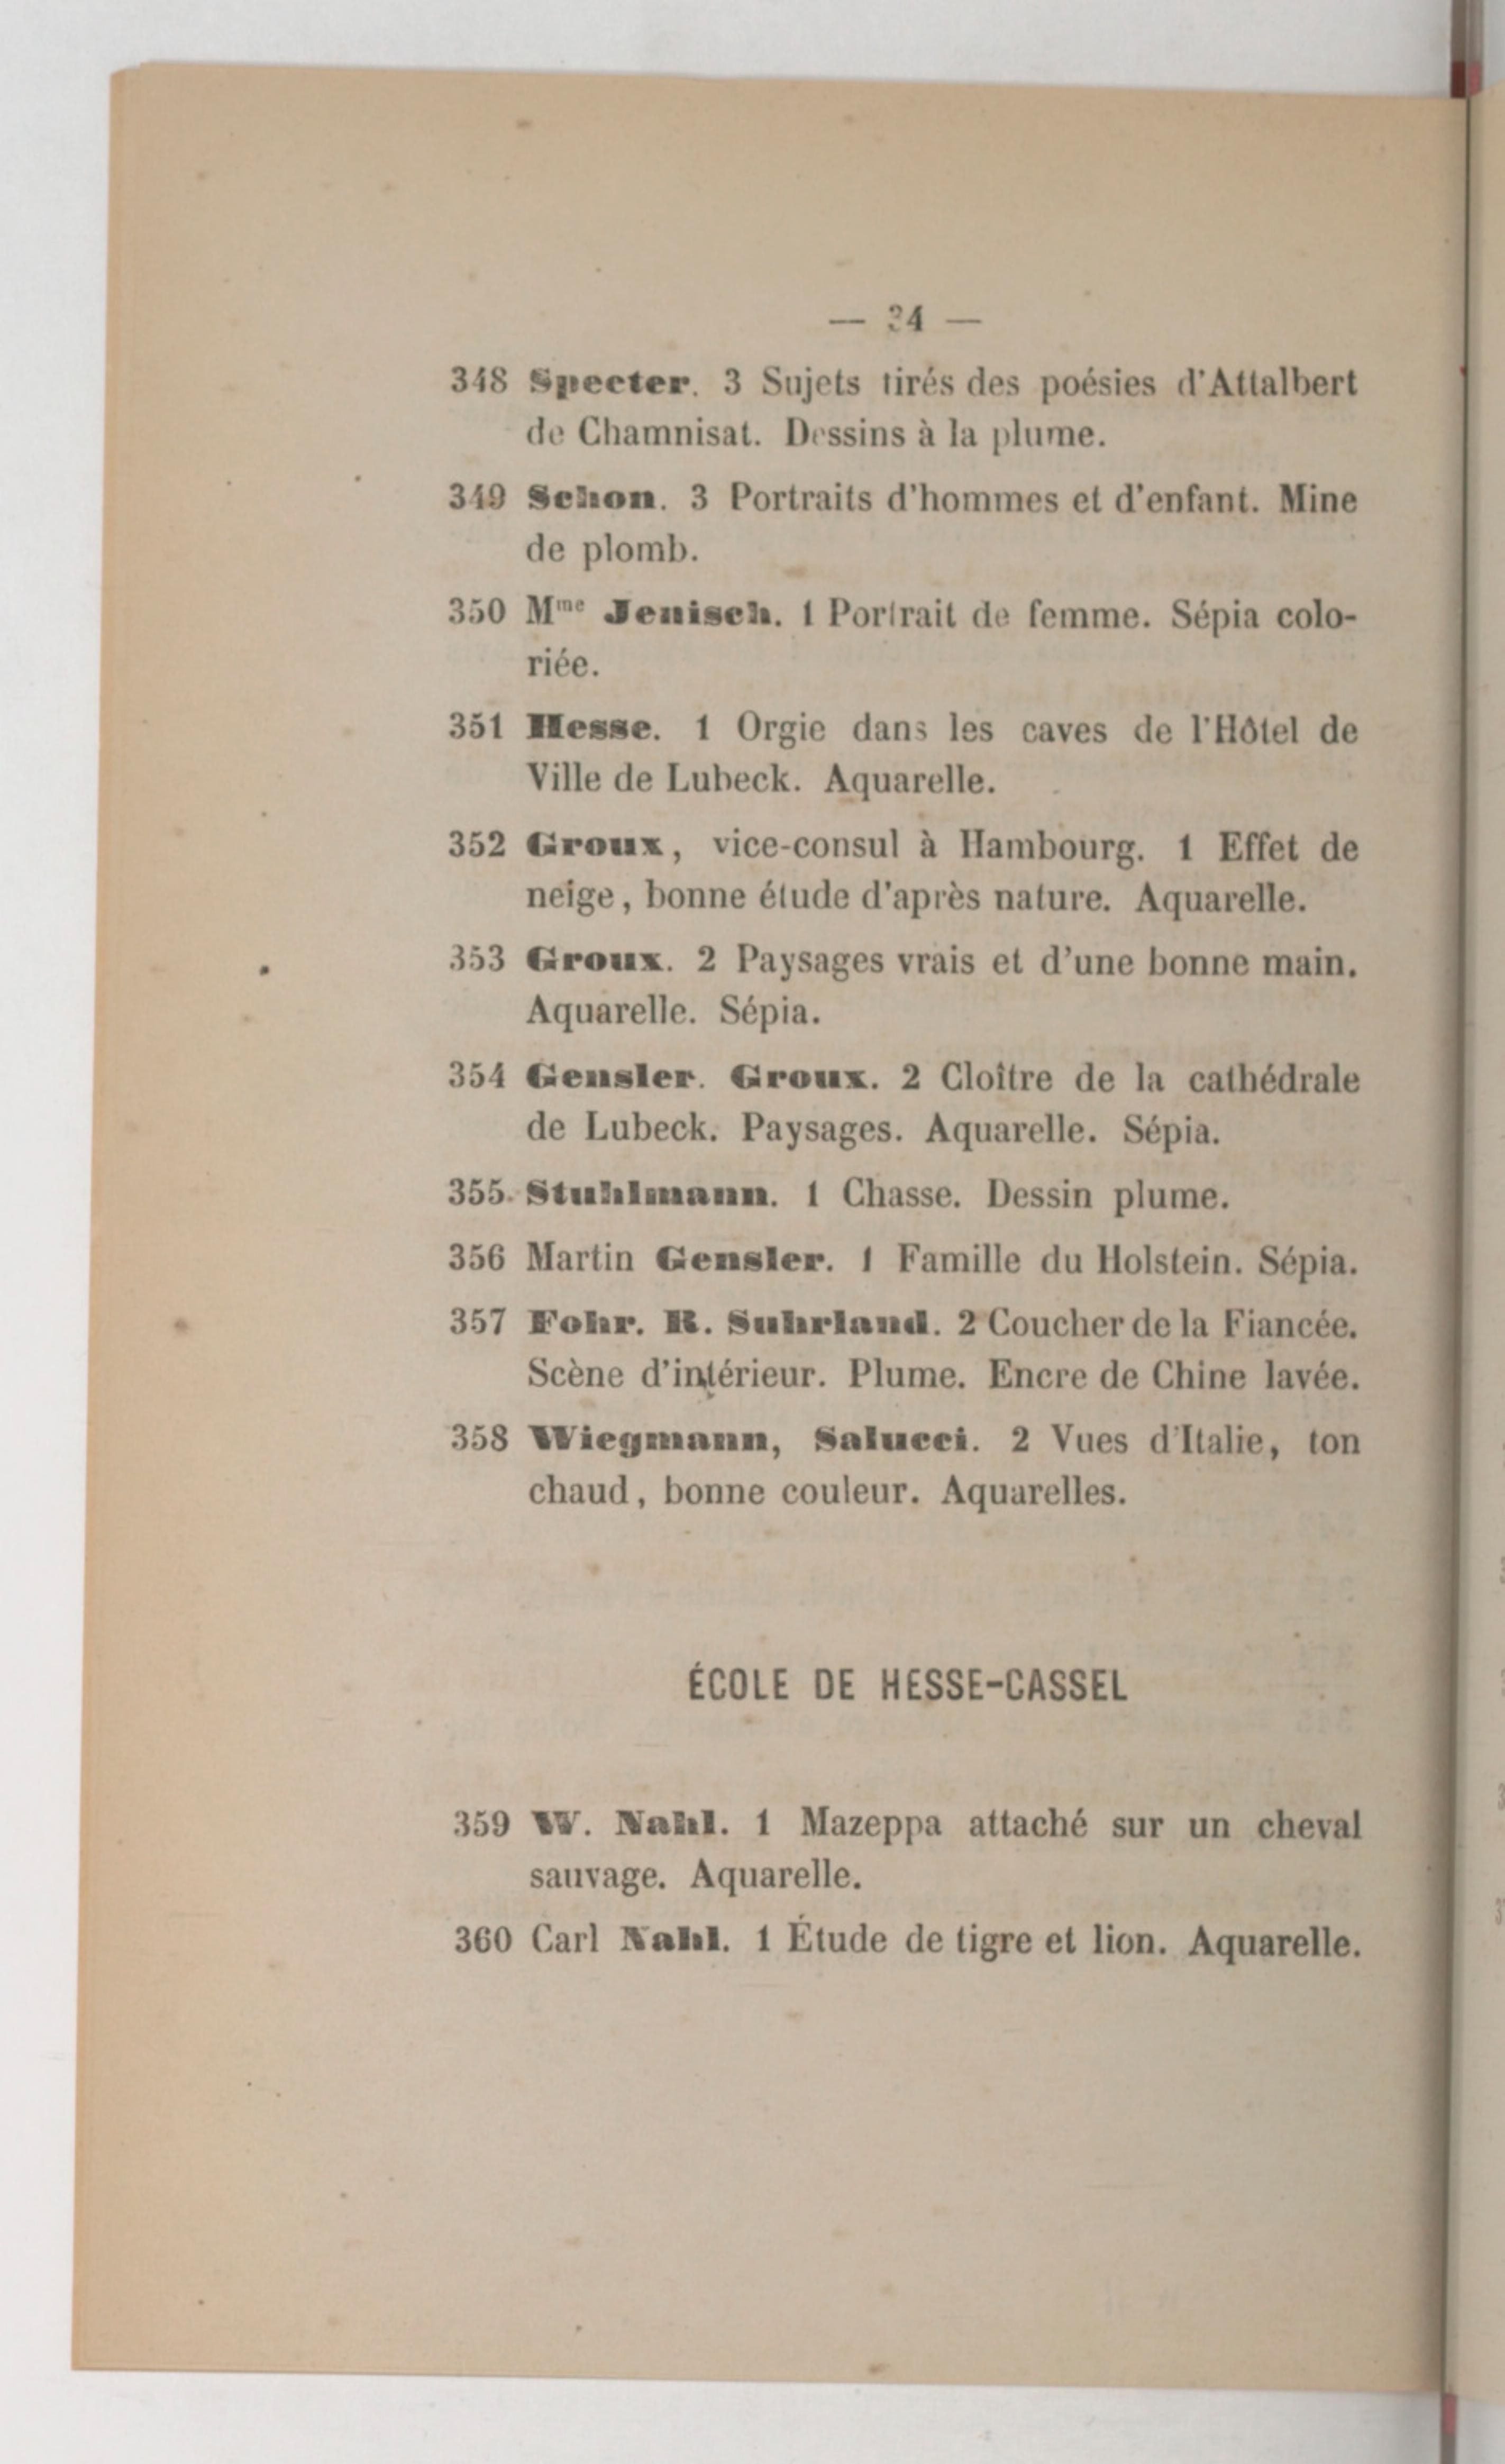 — 34 —
348 Specter. 3 Sujets tirés des poésies d'Attalbert
de Chamnisat. Dessins à la plume.
349 Schon. 3 Portraits d'hommes et d'enfant. Mine
de plomb.
350 Mme Jenisch. 1 Portrait de femme. Sépia colo-
riée.
351 Hesse. 1 Orgie dans les caves de l'Hôtel de
Ville de Lubeck. Aquarelle.
352 Groux, vice-consul à Hambourg. 1 Effet de
neige, bonne étude d'après nature. Aquarelle.
353 Groux. 2 Paysages vrais et d'une bonne main.
Aquarelle. Sépia.
354 Gensler. Groux. 2 Cloître de la cathédrale
de Lubeck. Paysages. Aquarelle. Sépia.
355 Stuhlmann. 1 Chasse. Dessin plume.
356 Martin Gensler. 1 Famille du Holstein. Sépia.
357 Fohr. R. Suhrland. 2 Coucher de la Fiancée.
Scène d'intérieur. Plume. Encre de Chine lavée.
358 Wiegmann, Salucci. 2 Vues d'Italie, ton
chaud, bonne couleur. Aquarelles.
ÉCOLE DE HESSE-CASSEL
359 W. Nahl. 1 Mazeppa attaché sur un cheval
sauvage. Aquarelle.
360 Carl Nahl. 1 Étude de tigre et lion. Aquarelle.